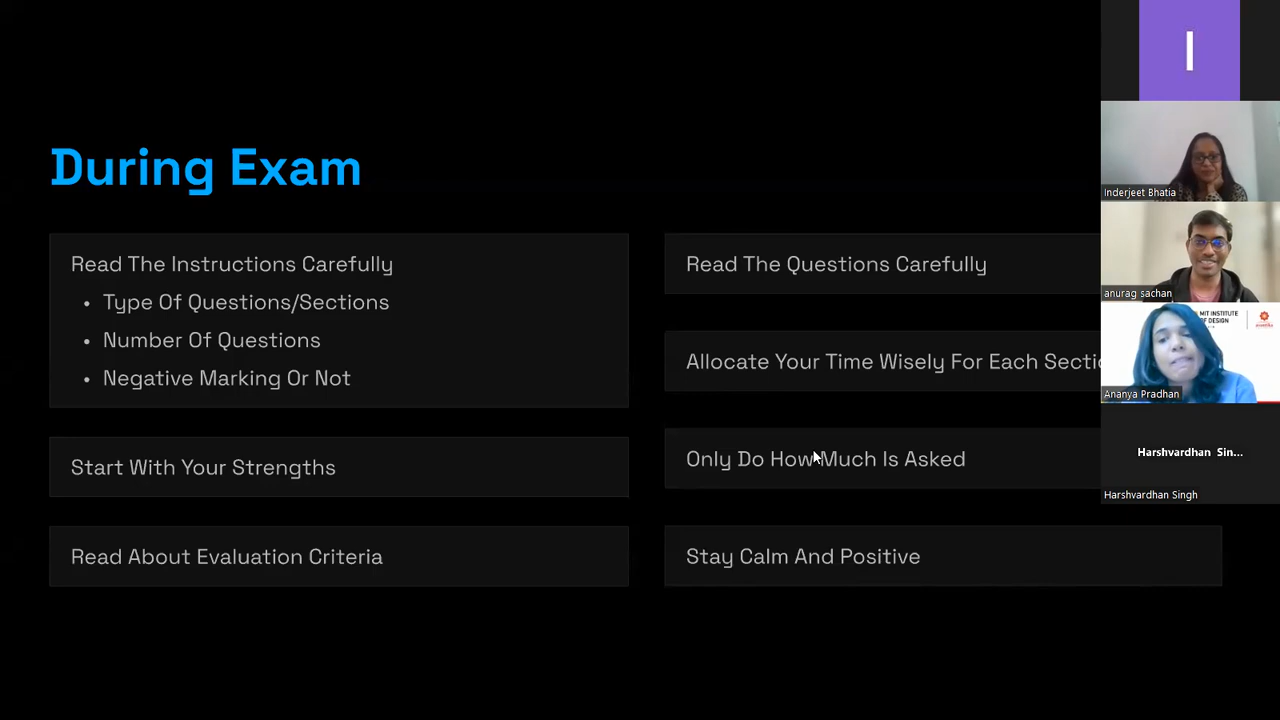 I
During Exam
Read The Instructions Carefully
• Type Of Questions/Sections
• Number Of Questions
• Negative Marking Or Not
Start With Your Strengths
Read About Evaluation Criteria
Read The Questions Carefully
Allocate Your Time Wisely For Each Secti
Only Do How Much Is Asked
Stay Calm And Positive
Inderjeet Bhatia
anurag sachan
MIT INSTITUTE
OF DESIGN
Ananya Pradhan
Harshvardhan Sin...
Harshvardhan Singh